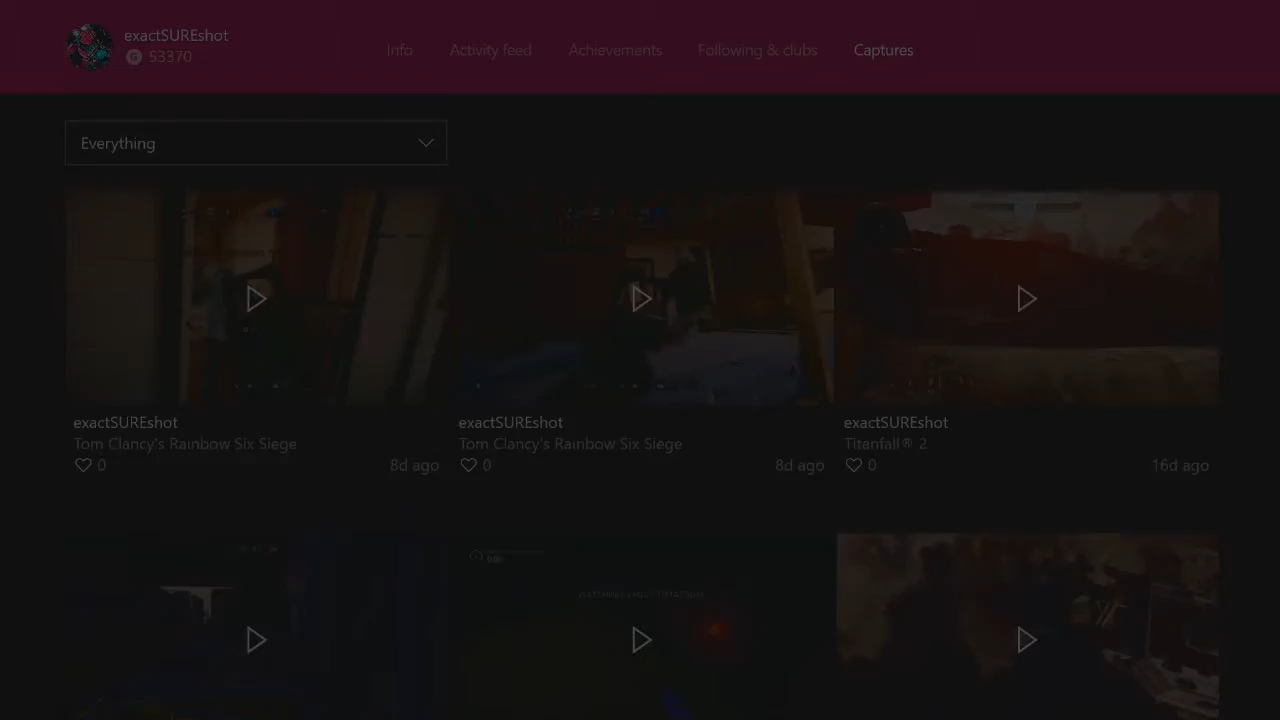 exactSUREshot
G 53370
Info
Activity feed
Achievements
Following & clubs
Captures
Everything
exactSUREshot
Tom Clancy's Rainbow Six Siege
0
8d ago
exactSUREshot
Tom Clancy's Rainbow Six Siege
0
8d ago
exactSUREshot
Titanfall® 2
0
16d ago